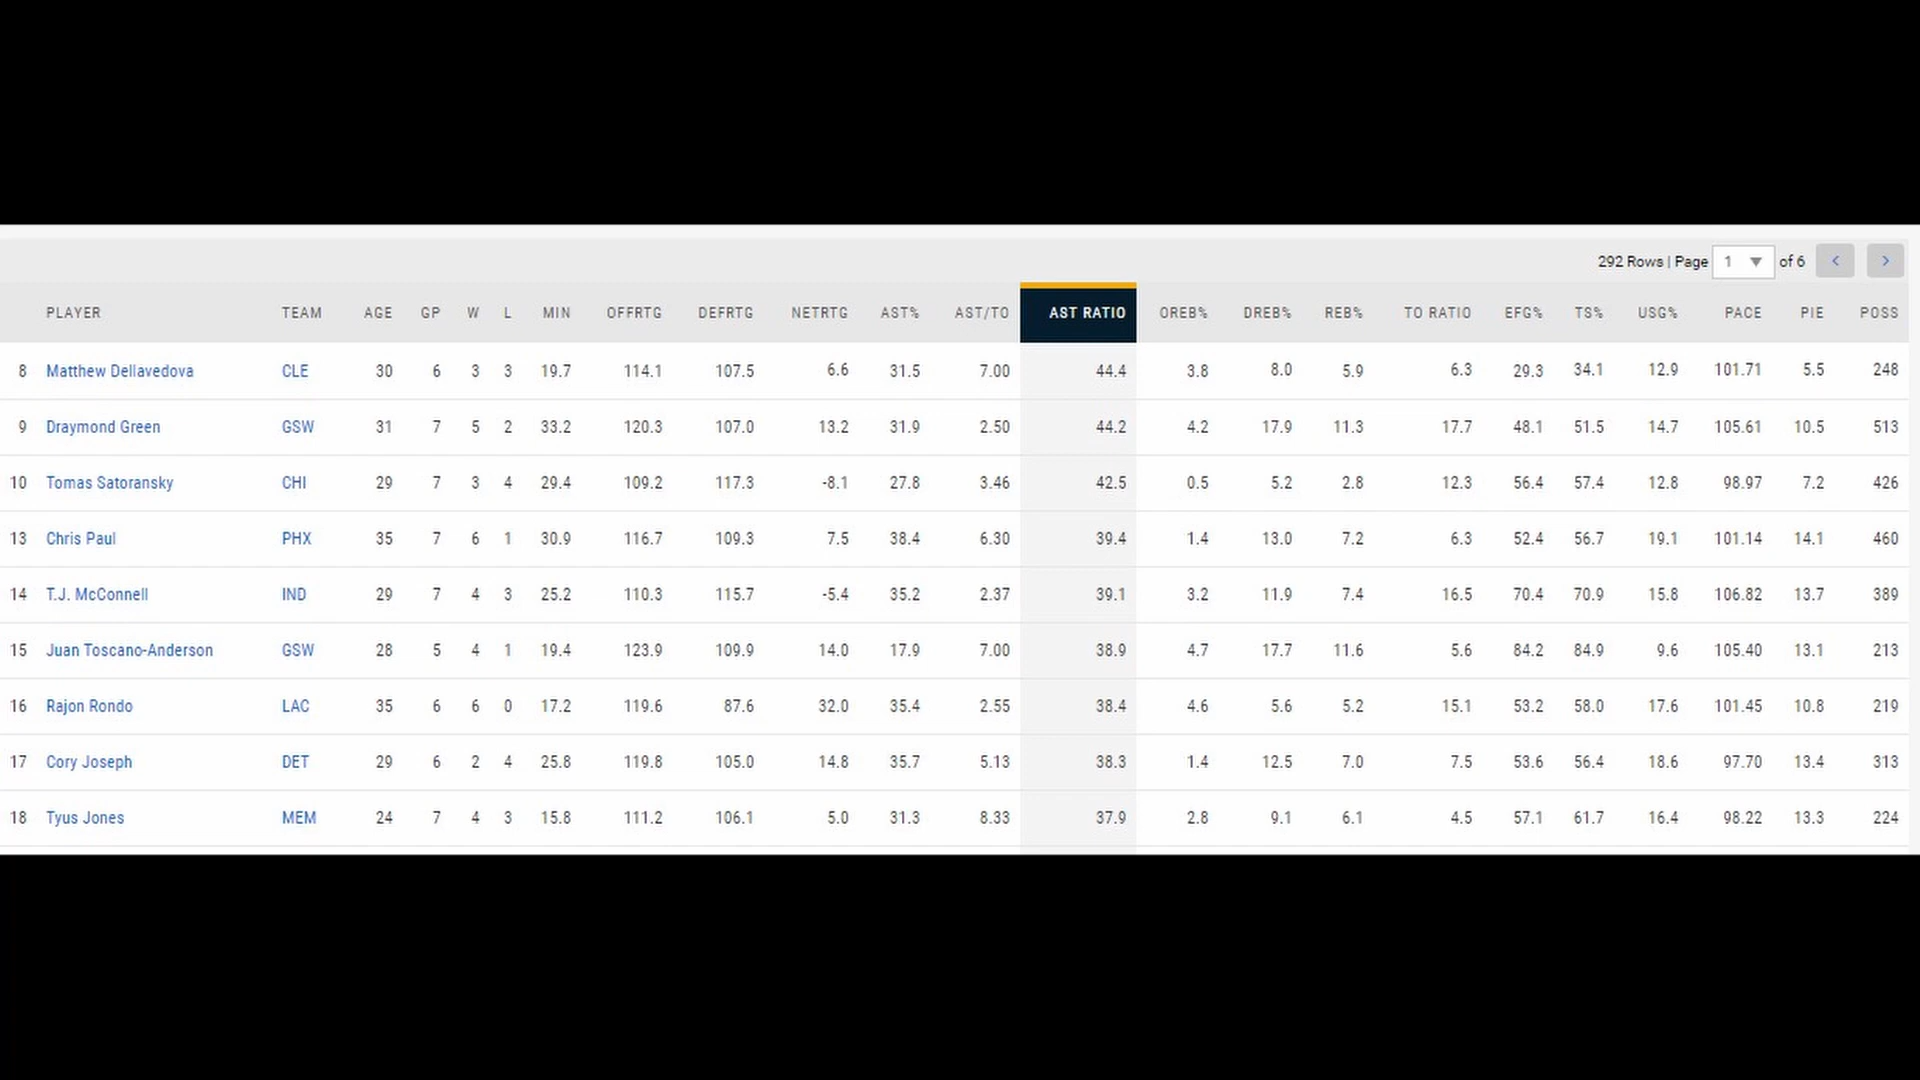 292 Rows | Page 1 of 6
PLAYER TEAM AGE GP W L MIN OFFRTG DEFRTG NETRTG AST% AST/TO AST RATIO OREB% DREB% REB% TO RATIO EFG% TS% USG% PACE PIE POSS
8 Matthew Dellavedova CLE 30 6 3 3 19.7 114.1 107.5 6.6 31.5 7.00 44.4 3.8 8.0 5.9 6.3 29.3 34.1 12.9 101.71 5.5 248
9 Draymond Green GSW 31 7 5 2 33.2 120.3 107.0 13.2 31.9 2.50 44.2 4.2 17.9 11.3 17.7 48.1 51.5 14.7 105.61 10.5 513
10 Tomas Satoransky CHI 29 7 3 4 29.4 109.2 117.3 -8.1 27.8 3.46 42.5 0.5 5.2 2.8 12.3 56.4 57.4 12.8 98.97 7.2 426
13 Chris Paul PHX 35 7 6 1 30.9 116.7 109.3 7.5 38.4 6.30 39.4 1.4 13.0 7.2 6.3 52.4 56.7 19.1 101.14 14.1 460
14 T.J. McConnell IND 29 7 4 3 25.2 110.3 115.7 -5.4 35.2 2.37 39.1 3.2 11.9 7.4 16.5 70.4 70.9 15.8 106.82 13.7 389
15 Juan Toscano-Anderson GSW 28 5 4 1 19.4 123.9 109.9 14.0 17.9 7.00 38.9 4.7 17.7 11.6 5.6 84.2 84.9 9.6 105.40 13.1 213
16 Rajon Rondo LAC 35 6 6 0 17.2 119.6 87.6 32.0 35.4 2.55 38.4 4.6 5.6 5.2 15.1 53.2 58.0 17.6 101.45 10.8 219
17 Cory Joseph DET 29 6 2 4 25.8 119.8 105.0 14.8 35.7 5.13 38.3 1.4 12.5 7.0 7.5 53.6 56.4 18.6 97.70 13.4 313
18 Tyus Jones MEM 24 7 4 3 15.8 111.2 106.1 5.0 31.3 8.33 37.9 2.8 9.1 6.1 4.5 57.1 61.7 16.4 98.22 13.3 224